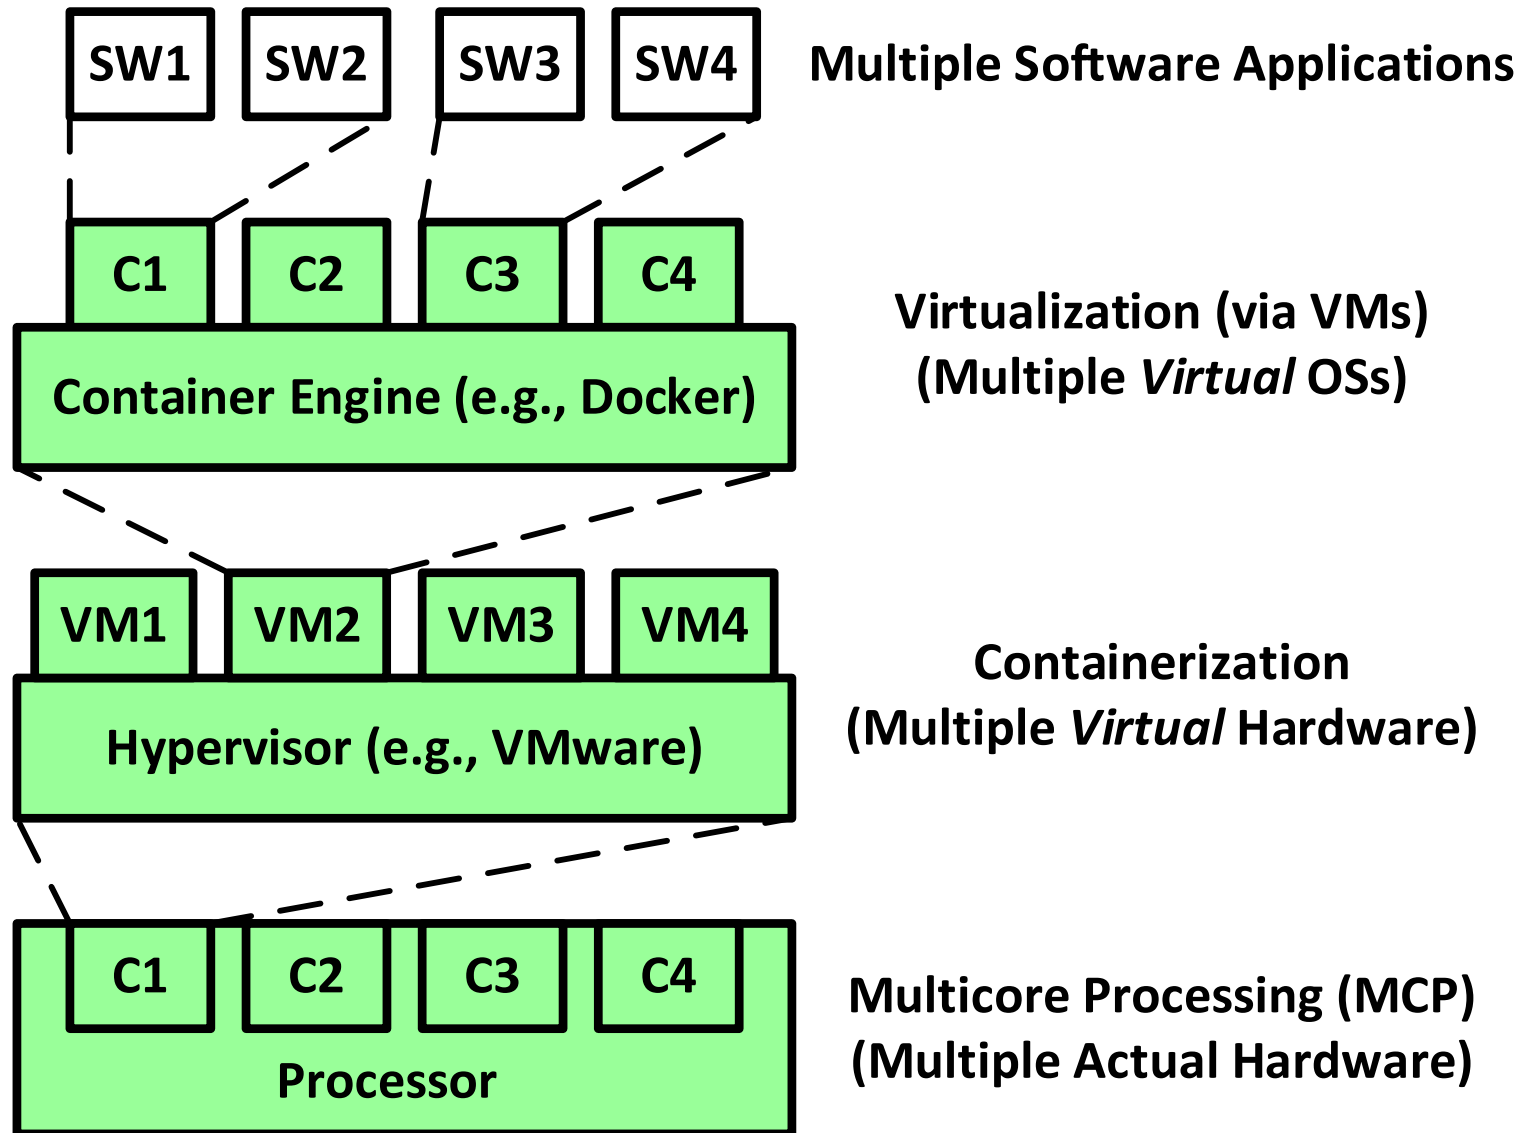 SW1 SW2 SW3 SW4 Multiple Software Applications
C1 C2 C3 C4
Virtualization (via VMs)
(Multiple Virtual OSs)
Container Engine (e.g., Docker)
VM1 VM2 VM3 VM4
Containerization
(Multiple Virtual Hardware)
Hypervisor (e.g., VMware)
C1 C2 C3 C4
Multicore Processing (MCP)
(Multiple Actual Hardware)
Processor